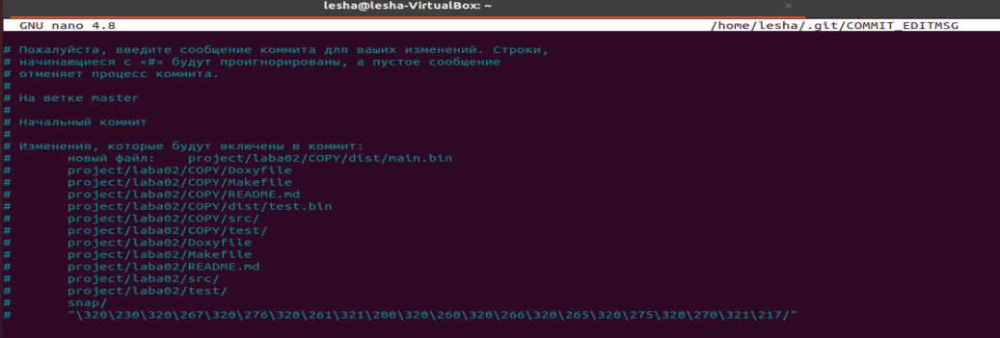 lesha@lesha-VirtualBox: ~
GNU nano 4.8 /home/lesha/.git/COMMIT_EDITMSG
# Пожалуйста, введите сообщение коммита для ваших изменений. Строки,
# начинающиеся с «#» будут проигнорированы, а пустое сообщение
# отменяет процесс коммита.
#
# На ветке master
#
# Начальный коммит
#
# Изменения, которые будут включены в коммит:
# новый файл: project/laba02/COPY/dist/main.bin
# project/laba02/COPY/Doxyfile
# project/laba02/COPY/Makefile
# project/laba02/COPY/README.md
# project/laba02/COPY/dist/test.bin
# project/laba02/COPY/src/
# project/laba02/COPY/test/
# project/laba02/Doxyfile
# project/laba02/Makefile
# project/laba02/README.md
# project/laba02/src/
# project/laba02/test/
# snap/
# "\320\230\320\267\320\276\320\261\321\200\320\260\320\266\320\265\320\275\320\270\321\217/"